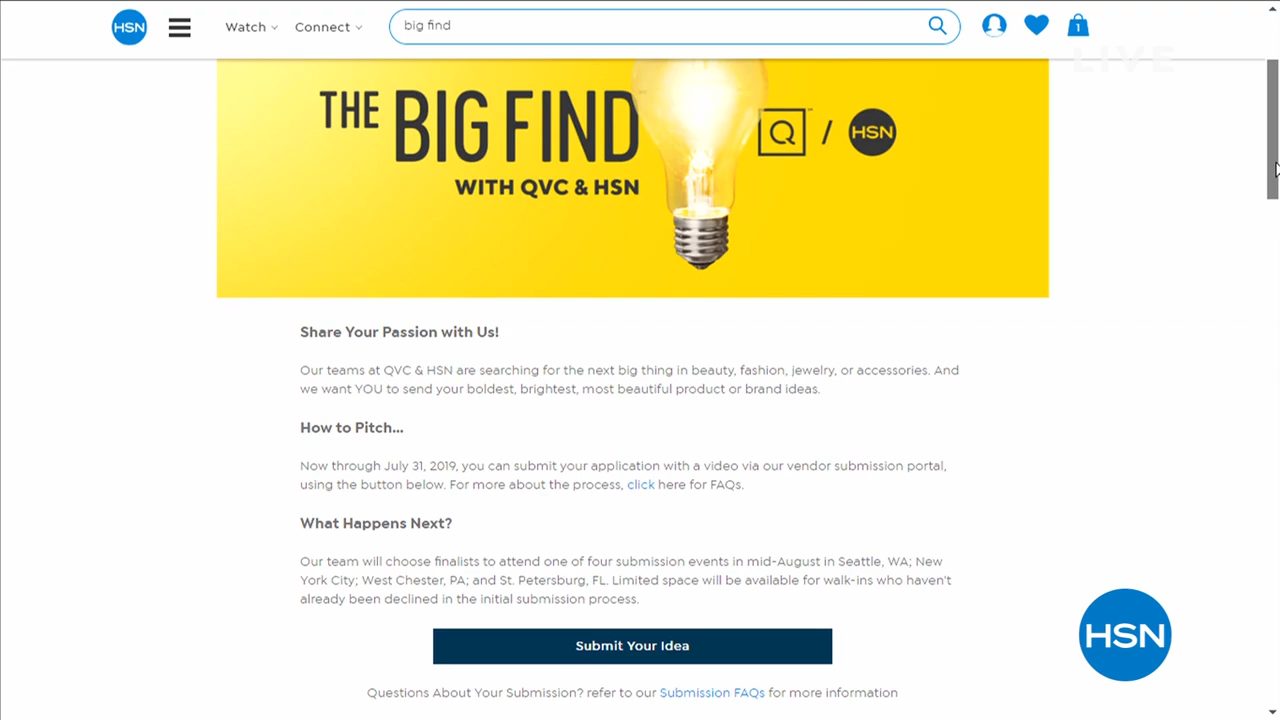 HSN
Watch
Connect
big find
1
LIVE
THE BIG FIND
WITH QVC & HSN
Q ™ / HSN
Share Your Passion with Us!
Our teams at QVC & HSN are searching for the next big thing in beauty, fashion, jewelry, or accessories. And
we want YOU to send your boldest, brightest, most beautiful product or brand ideas.
How to Pitch...
Now through July 31, 2019, you can submit your application with a video via our vendor submission portal,
using the button below. For more about the process, click here for FAQs.
What Happens Next?
Our team will choose finalists to attend one of four submission events in mid-August in Seattle, WA; New
York City; West Chester, PA; and St. Petersburg, FL. Limited space will be available for walk-ins who haven't
already been declined in the initial submission process.
Submit Your Idea
Questions About Your Submission? refer to our Submission FAQs for more information
HSN